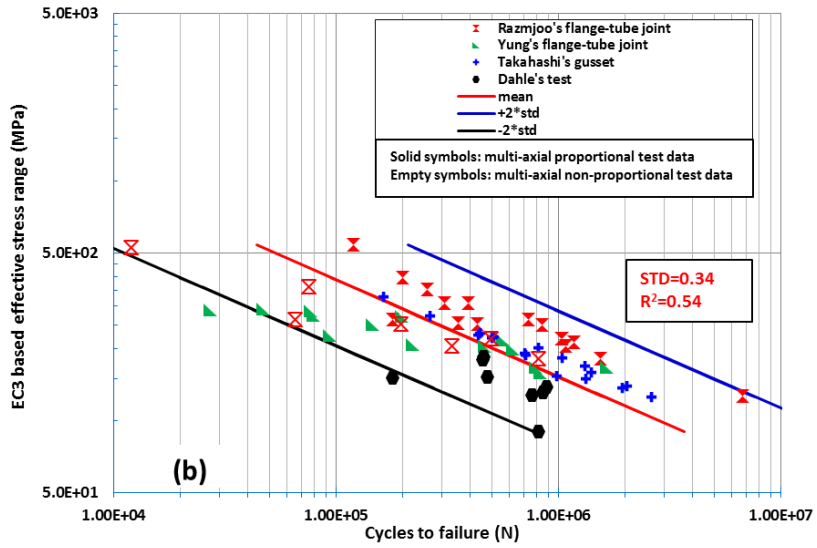 5.0E+03
Razmjoo's flange-tube joint
Yung's flange-tube joint
Takahashi's gusset
Dahle's test
mean
+2*std
-2*std
Solid symbols: multi-axial proportional test data
Empty symbols: multi-axial non-proportional test data
EC3 based effective stress range (MPa)
5.0E+02
STD=0.34
R²=0.54
(b)
5.0E+01
1.00E+04 1.00E+05 1.00E+06 1.00E+07
Cycles to failure (N)